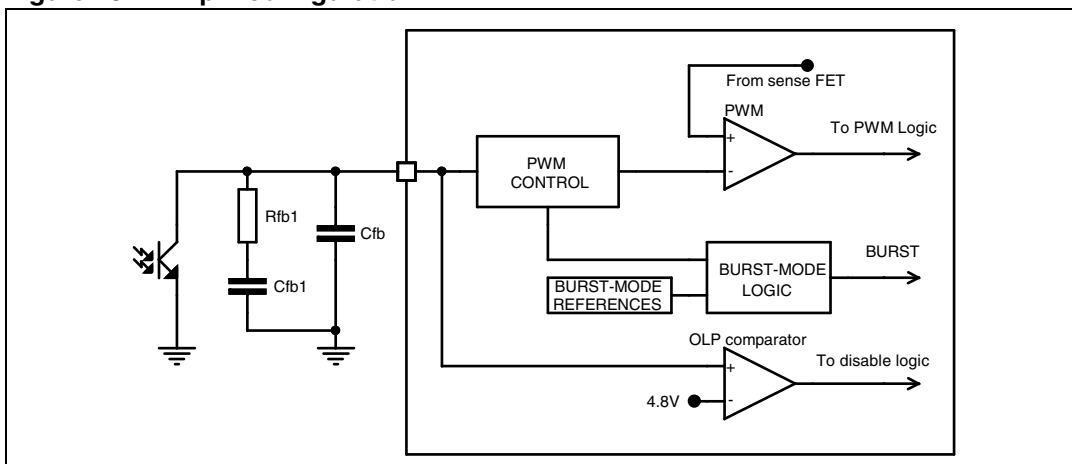 From sense FET
PWM
To PWM Logic
+
-
PWM
CONTROL
Rfb1
Cfb
Cfb1
BURST
BURST-MODE
LOGIC
BURST-MODE
REFERENCES
OLP comparator
To disable logic
+
4.8V
-